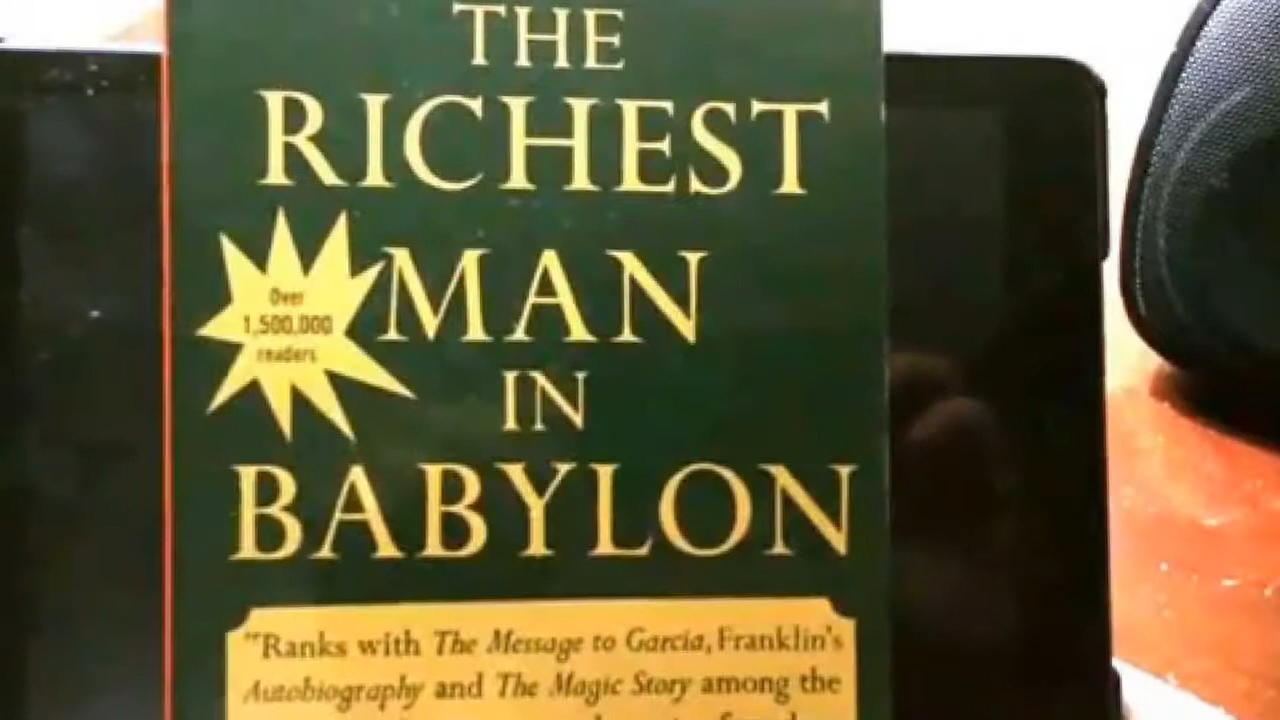 THE
RICHEST
MAN
IN
BABYLON
Over
1,500,000
readers
"Ranks with The Message to Garcia, Franklin's
Autobiography and The Magic Story among the